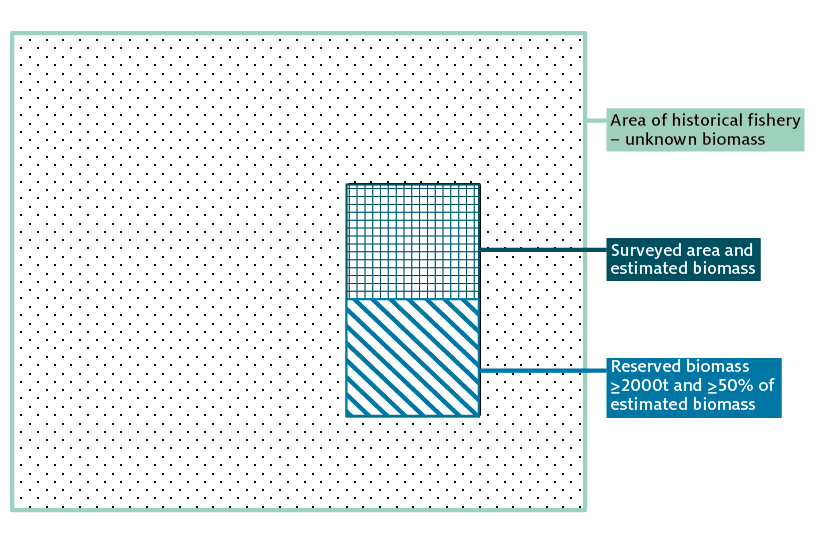 Area of historical fishery
– unknown biomass
Surveyed area and
estimated biomass
Reserved biomass
≥2000t and ≥50% of
estimated biomass